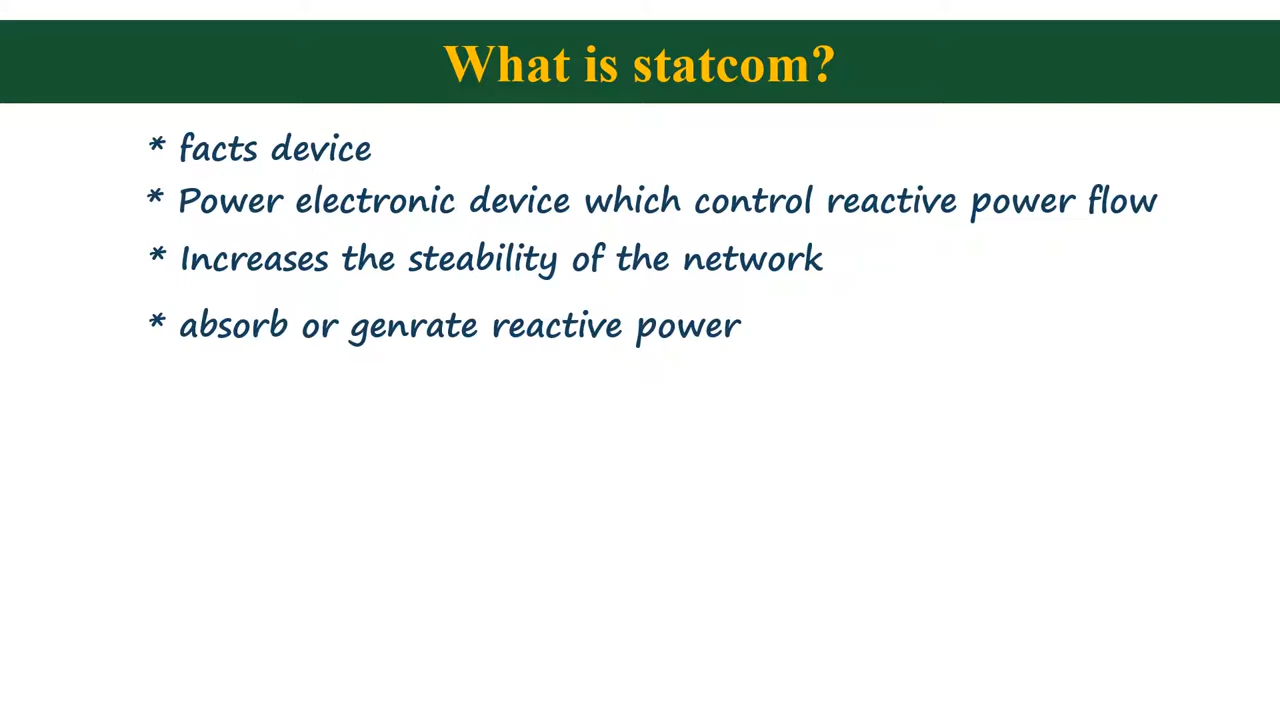 What is statcom?
* facts device
* Power electronic device which control reactive power flow
* Increases the steability of the network
* absorb or genrate reactive power